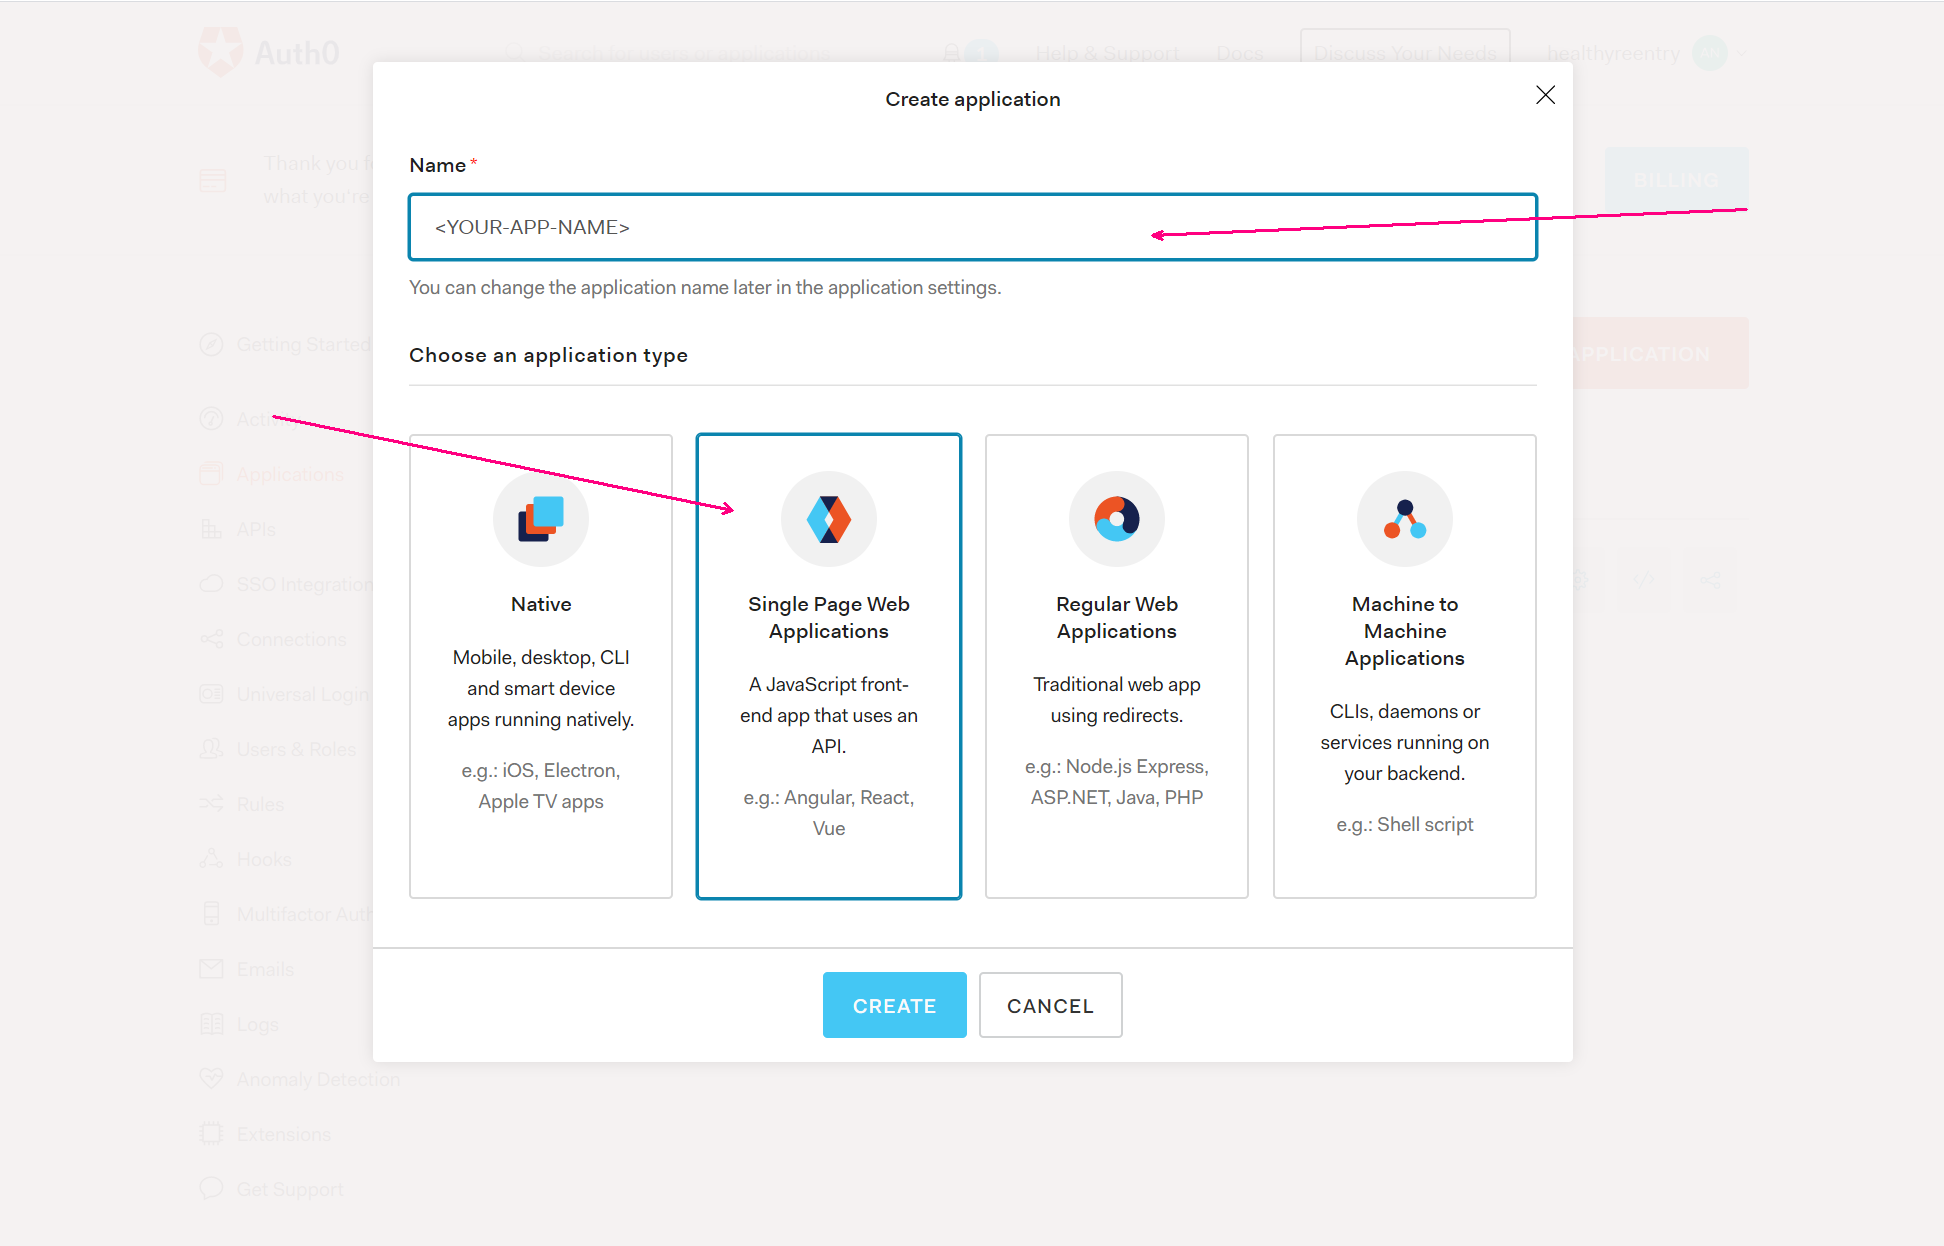 Auth0
Search for users or applications
Help & Support
Docs
Discuss Your Needs
healthyreentry
Thank you f
what you're
BILLING
APPLICATION
Getting Started
Applications
APIs
SSO Integration
Connections
Universal Login
Users & Roles
Rules
Hooks
Multifactor Auth
Emails
Logs
Anomaly Detection
Extensions
Get Support
Create application
Name *
<YOUR-APP-NAME>
You can change the application name later in the application settings.
Choose an application type
Native
Mobile, desktop, CLI
and smart device
apps running natively.
e.g.: iOS, Electron,
Apple TV apps
Single Page Web
Applications
A JavaScript front-
end app that uses an
API.
e.g.: Angular, React,
Vue
Regular Web
Applications
Traditional web app
using redirects.
e.g.: Node.js Express,
ASP.NET, Java, PHP
Machine to
Machine
Applications
CLIs, daemons or
services running on
your backend.
e.g.: Shell script
CREATE
CANCEL